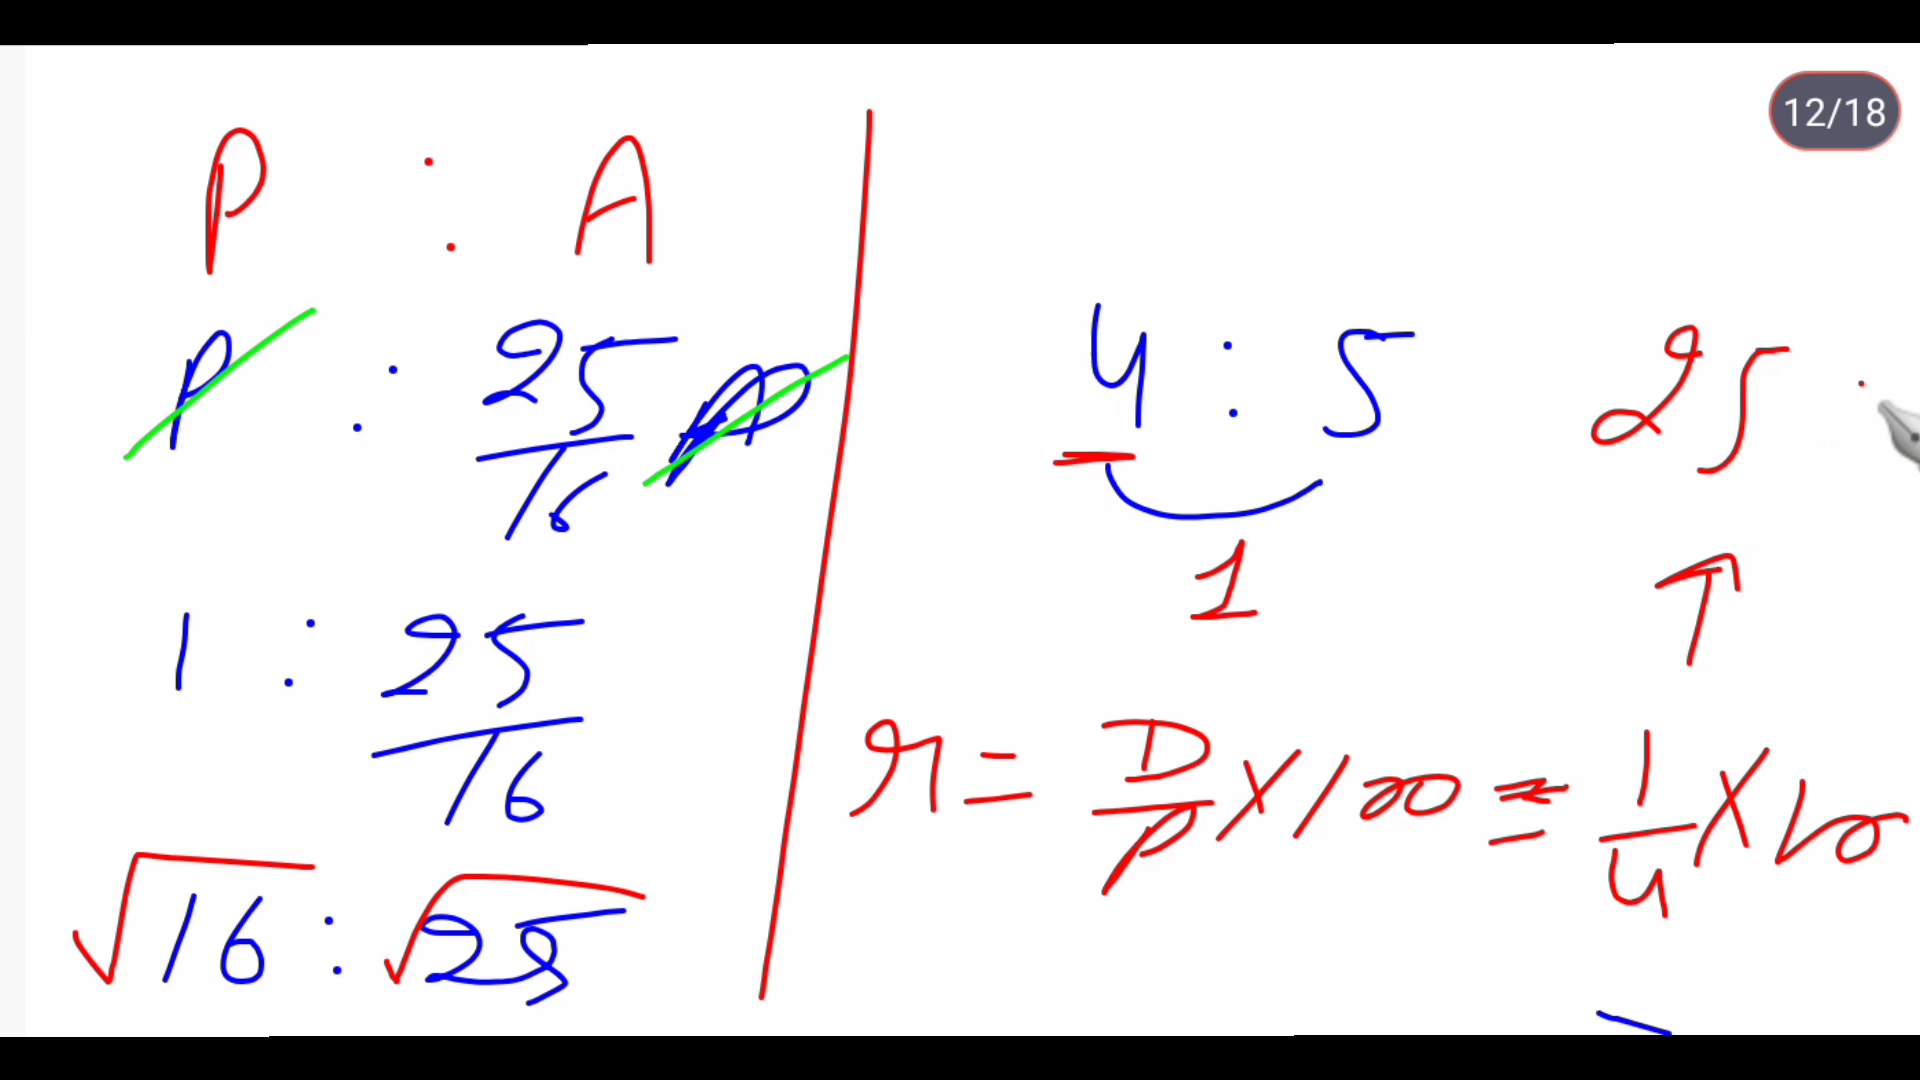 12/18
P : A
P : 25/16 P
1 : 25/16
√16 : √25
4 : 5
1
25
r = D/P × 100 = 1/4 × 100